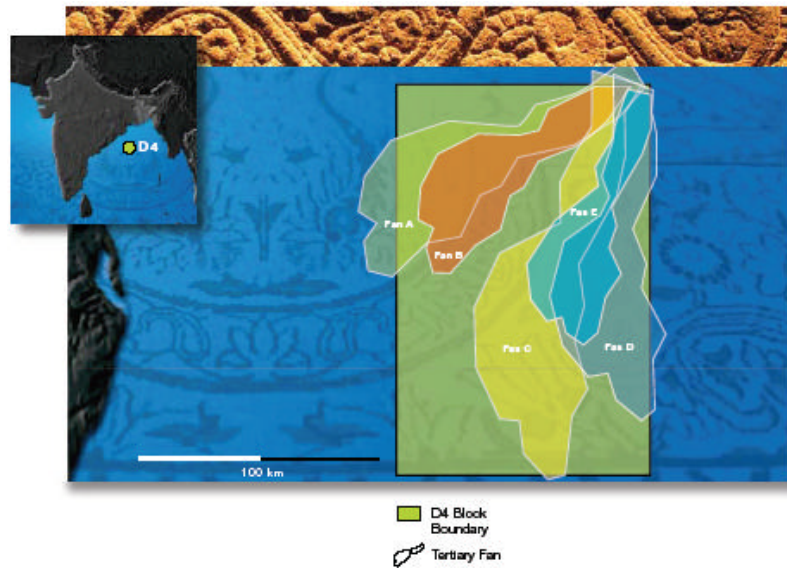 D4
Fan A
Fan E
Fan B
Fan C
Fan D
100 km
D4 Block
Boundary
Tertiary Fan